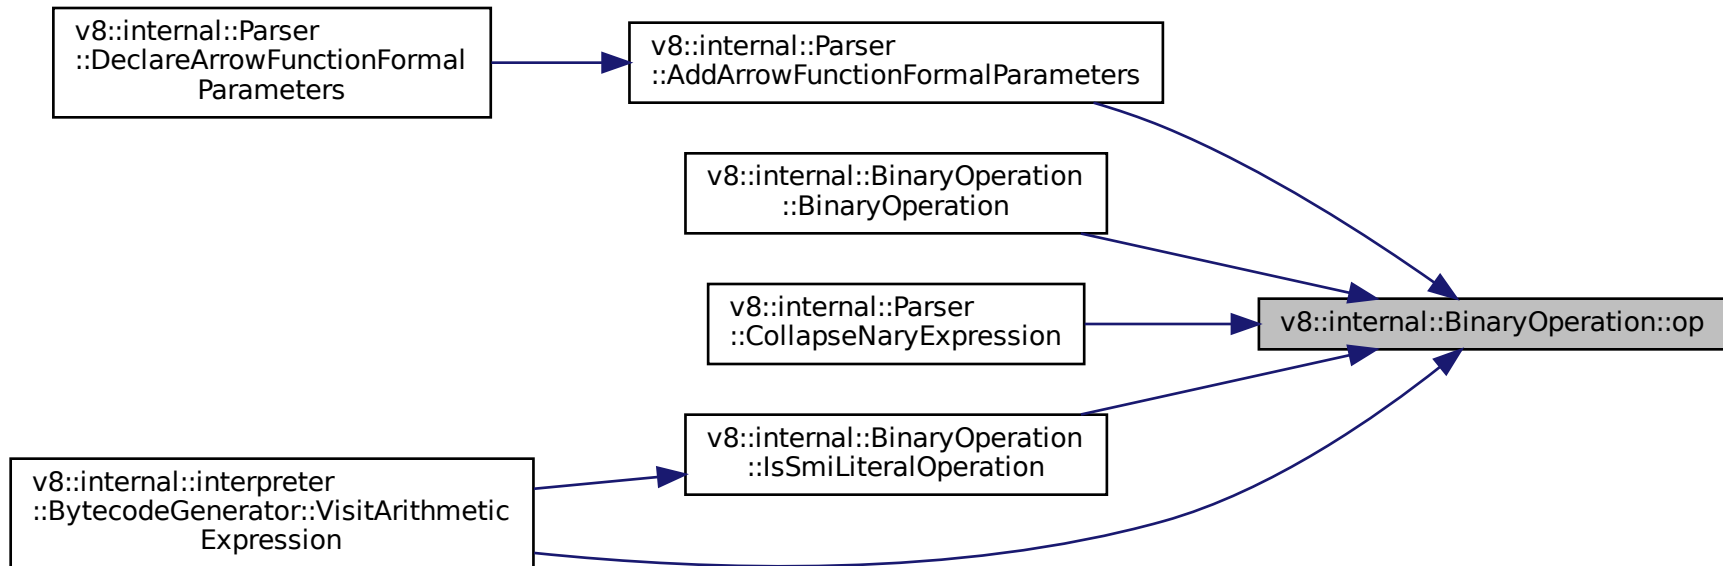 v8::internal::Parser
::DeclareArrowFunctionFormal
Parameters
v8::internal::Parser
::AddArrowFunctionFormalParameters
v8::internal::BinaryOperation
::BinaryOperation
v8::internal::Parser
::CollapseNaryExpression
v8::internal::BinaryOperation::op
v8::internal::BinaryOperation
::IsSmiLiteralOperation
v8::internal::interpreter
::BytecodeGenerator::VisitArithmetic
Expression